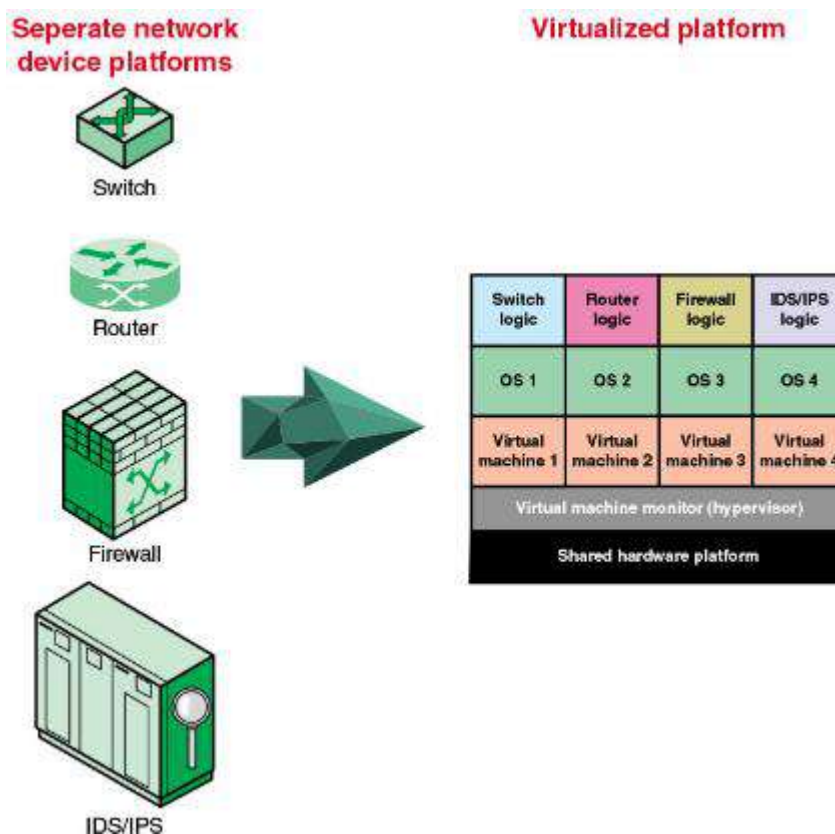 Seperate network
device platforms
Virtualized platform
Switch
Router
Firewall
IDS/IPS
Switch
logic
Router
logic
Firewall
logic
IDS/IPS
logic
OS 1
OS 2
OS 3
OS 4
Virtual
machine 1
Virtual
machine 2
Virtual
machine 3
Virtual
machine 4
Virtual machine monitor (hypervisor)
Shared hardware platform